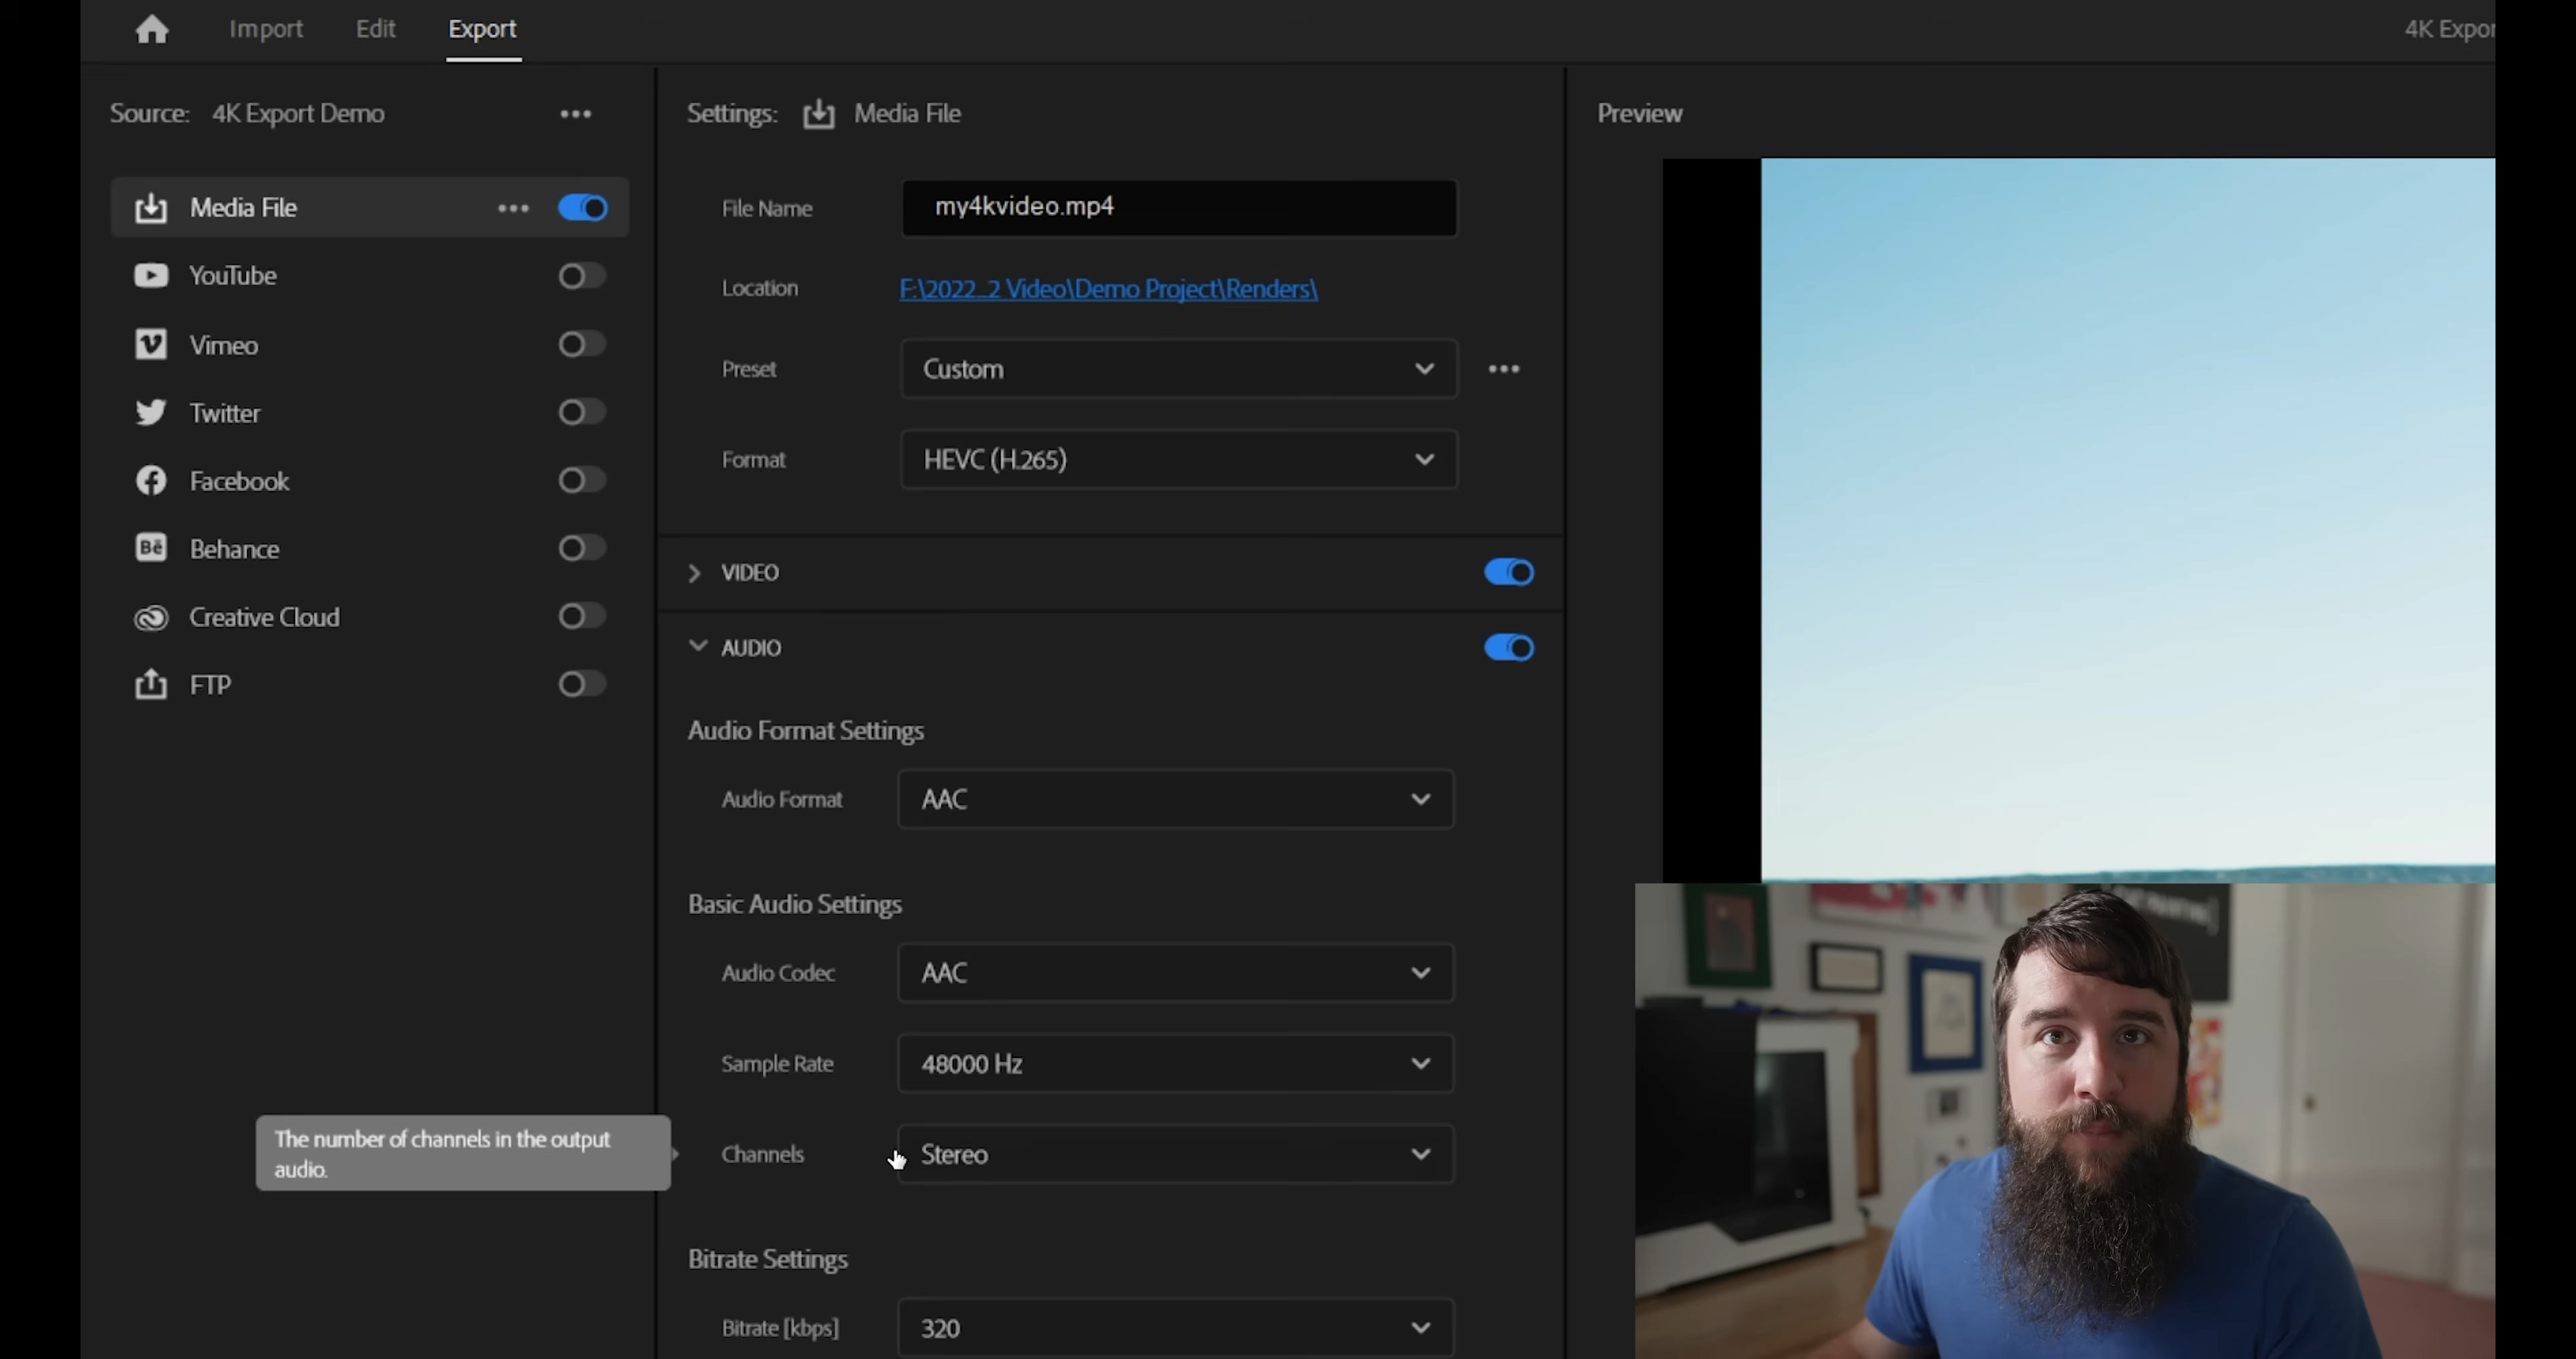 Import Edit Export
4K Expor
Source: 4K Export Demo
Media File
YouTube
Vimeo
Twitter
Facebook
Bē Behance
Creative Cloud
FTP
Settings: Media File
File Name my4kvideo.mp4
Location F:\2022...2 Video\Demo Project\Renders\
Preset Custom
Format HEVC (H.265)
VIDEO
AUDIO
Audio Format Settings
Audio Format AAC
Basic Audio Settings
Audio Codec AAC
Sample Rate 48000 Hz
Channels Stereo
The number of channels in the output
audio.
Bitrate Settings
Bitrate [kbps] 320
Preview